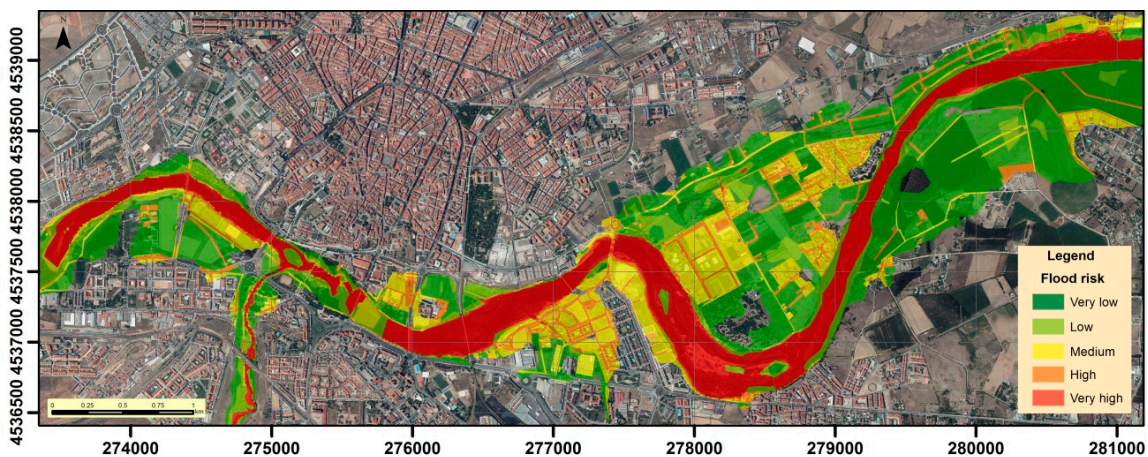 N
4539000
4538500
4538000
4537500
4537000
4536500
Legend
Flood risk
Very low
Low
Medium
High
Very high
0 0.25 0.5 0.75 1
km
274000 275000 276000 277000 278000 279000 280000 281000